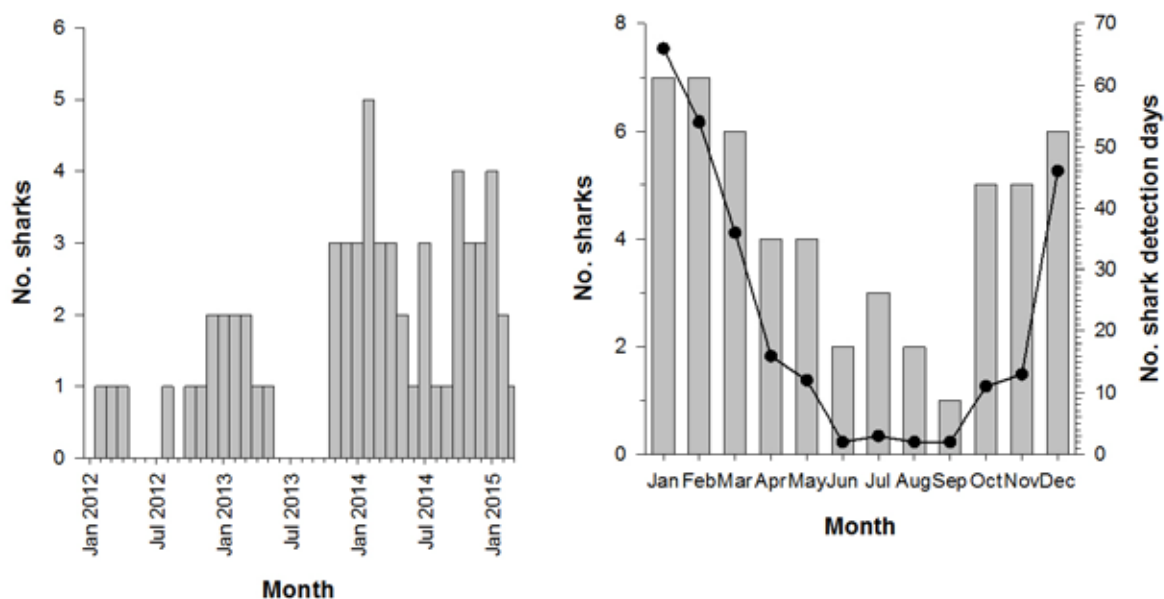 No. sharks
6
5
4
3
2
1
0
Jan 2012
Jul 2012
Jan 2013
Jul 2013
Jan 2014
Jul 2014
Jan 2015
Month
No. sharks
8
6
4
2
0
Jan Feb Mar Apr May Jun Jul Aug Sep Oct Nov Dec
Month
70
60
50
40
30
20
10
0
No. shark detection days